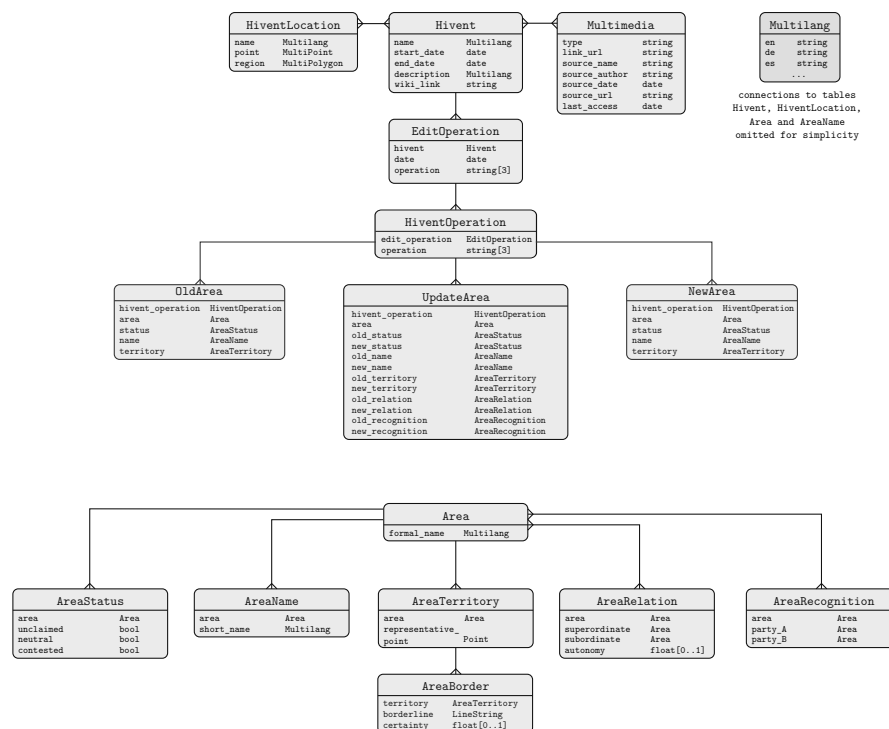 HiventLocation
name Multilang
point MultiPoint
region MultiPolygon
Hivent
name Multilang
start_date date
end_date date
description Multilang
wiki_link string
Multimedia
type string
link_url string
source_name string
source_author string
source_date date
source_url string
last_access date
Multilang
en string
de string
es string
...
connections to tables
Hivent, HiventLocation,
Area and AreaName
omitted for simplicity
EditOperation
hivent Hivent
date date
operation string[3]
HiventOperation
edit_operation EditOperation
operation string[3]
OldArea
hivent_operation HiventOperation
area Area
status AreaStatus
name AreaName
territory AreaTerritory
UpdateArea
hivent_operation HiventOperation
area Area
old_status AreaStatus
new_status AreaStatus
old_name AreaName
new_name AreaName
old_territory AreaTerritory
new_territory AreaTerritory
old_relation AreaRelation
new_relation AreaRelation
old_recognition AreaRecognition
new_recognition AreaRecognition
NewArea
hivent_operation HiventOperation
area Area
status AreaStatus
name AreaName
territory AreaTerritory
Area
formal_name Multilang
AreaStatus
area Area
unclaimed bool
neutral bool
contested bool
AreaName
area Area
short_name Multilang
AreaTerritory
area Area
representative_
point Point
AreaRelation
area Area
superordinate Area
subordinate Area
autonomy float[0..1]
AreaRecognition
area Area
party_A Area
party_B Area
AreaBorder
territory AreaTerritory
borderline LineString
certainty float[0..1]